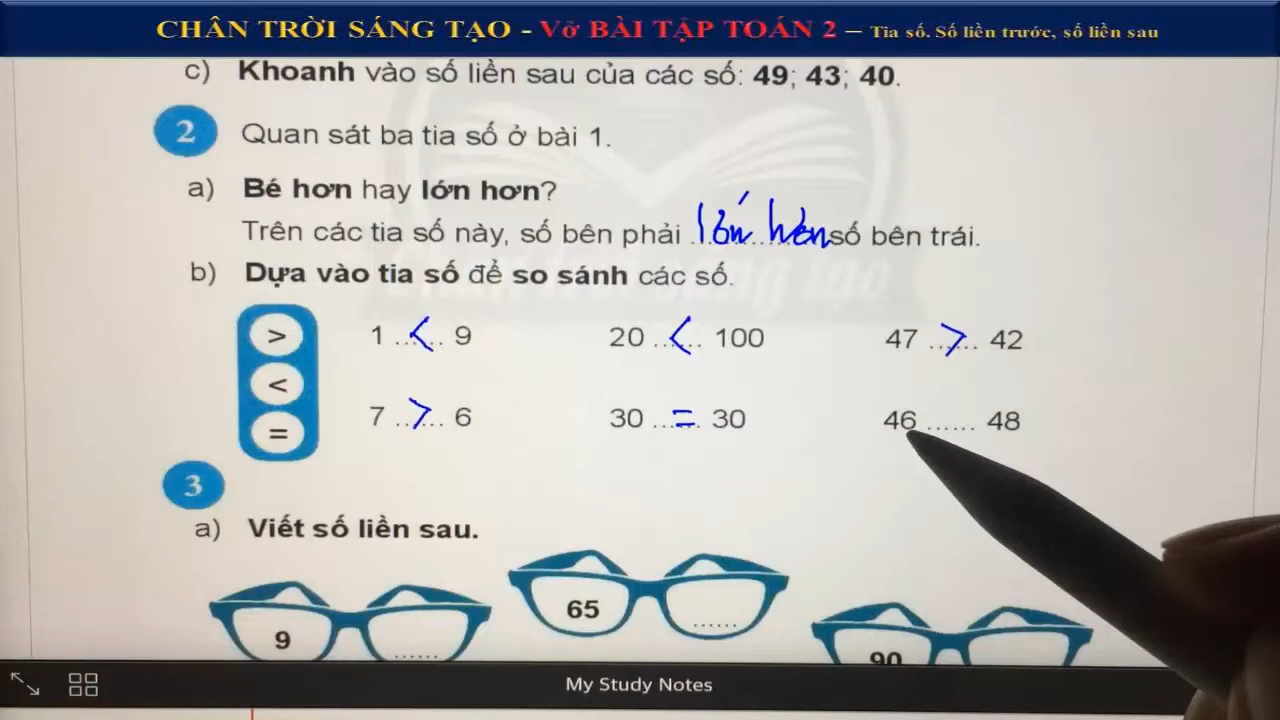 CHÂN TRỜI SÁNG TẠO - Vở BÀI TẬP TOÁN 2 – Tia số. Số liền trước, số liền sau
c) Khoanh vào số liền sau của các số: 49; 43; 40.
2 Quan sát ba tia số ở bài 1.
a) Bé hơn hay lớn hơn?
Trên các tia số này, số bên phải ... lớn hơn số bên trái.
b) Dựa vào tia số để so sánh các số.
> 1 ...<... 9 20 ...<... 100 47 ...>... 42
<
= 7 ...>... 6 30 ...=... 30 46 ...... 48
3
a) Viết số liền sau.
9 ...... 65 ...... 90
My Study Notes